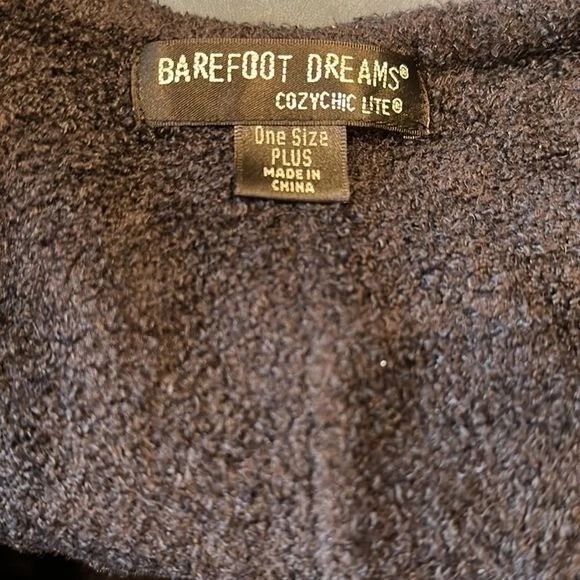 BAREFOOT DREAMS®
COZYCHIC LITE®
One Size
PLUS
MADE IN
CHINA